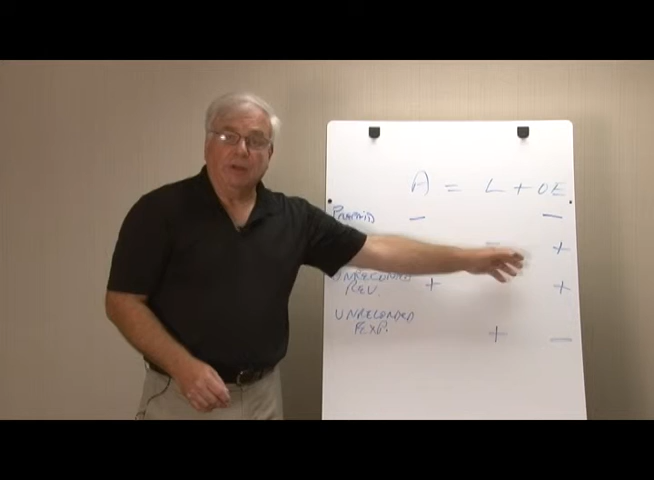 A = L + OE
PREPAID - -
- +
UNRECORDED
REV. + +
UNRECORDED
EXP. + -